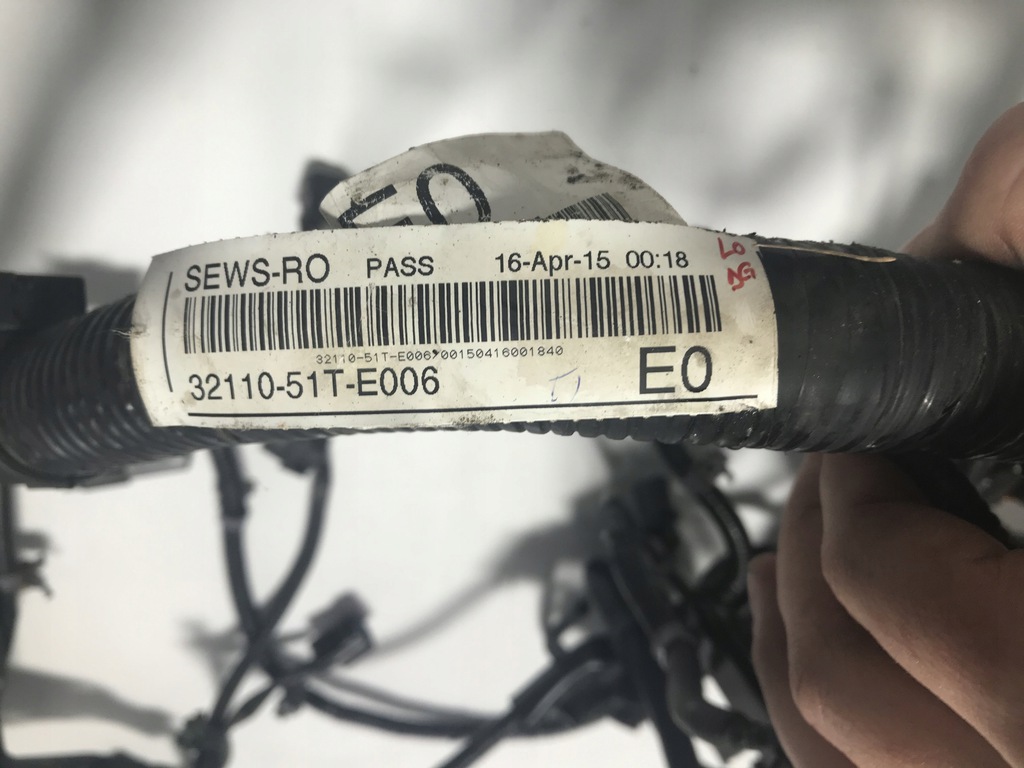 E0
SEWS-RO PASS 16-Apr-15 00:18
32110-51T-E006 00150416001840
32110-51T-E006 E0